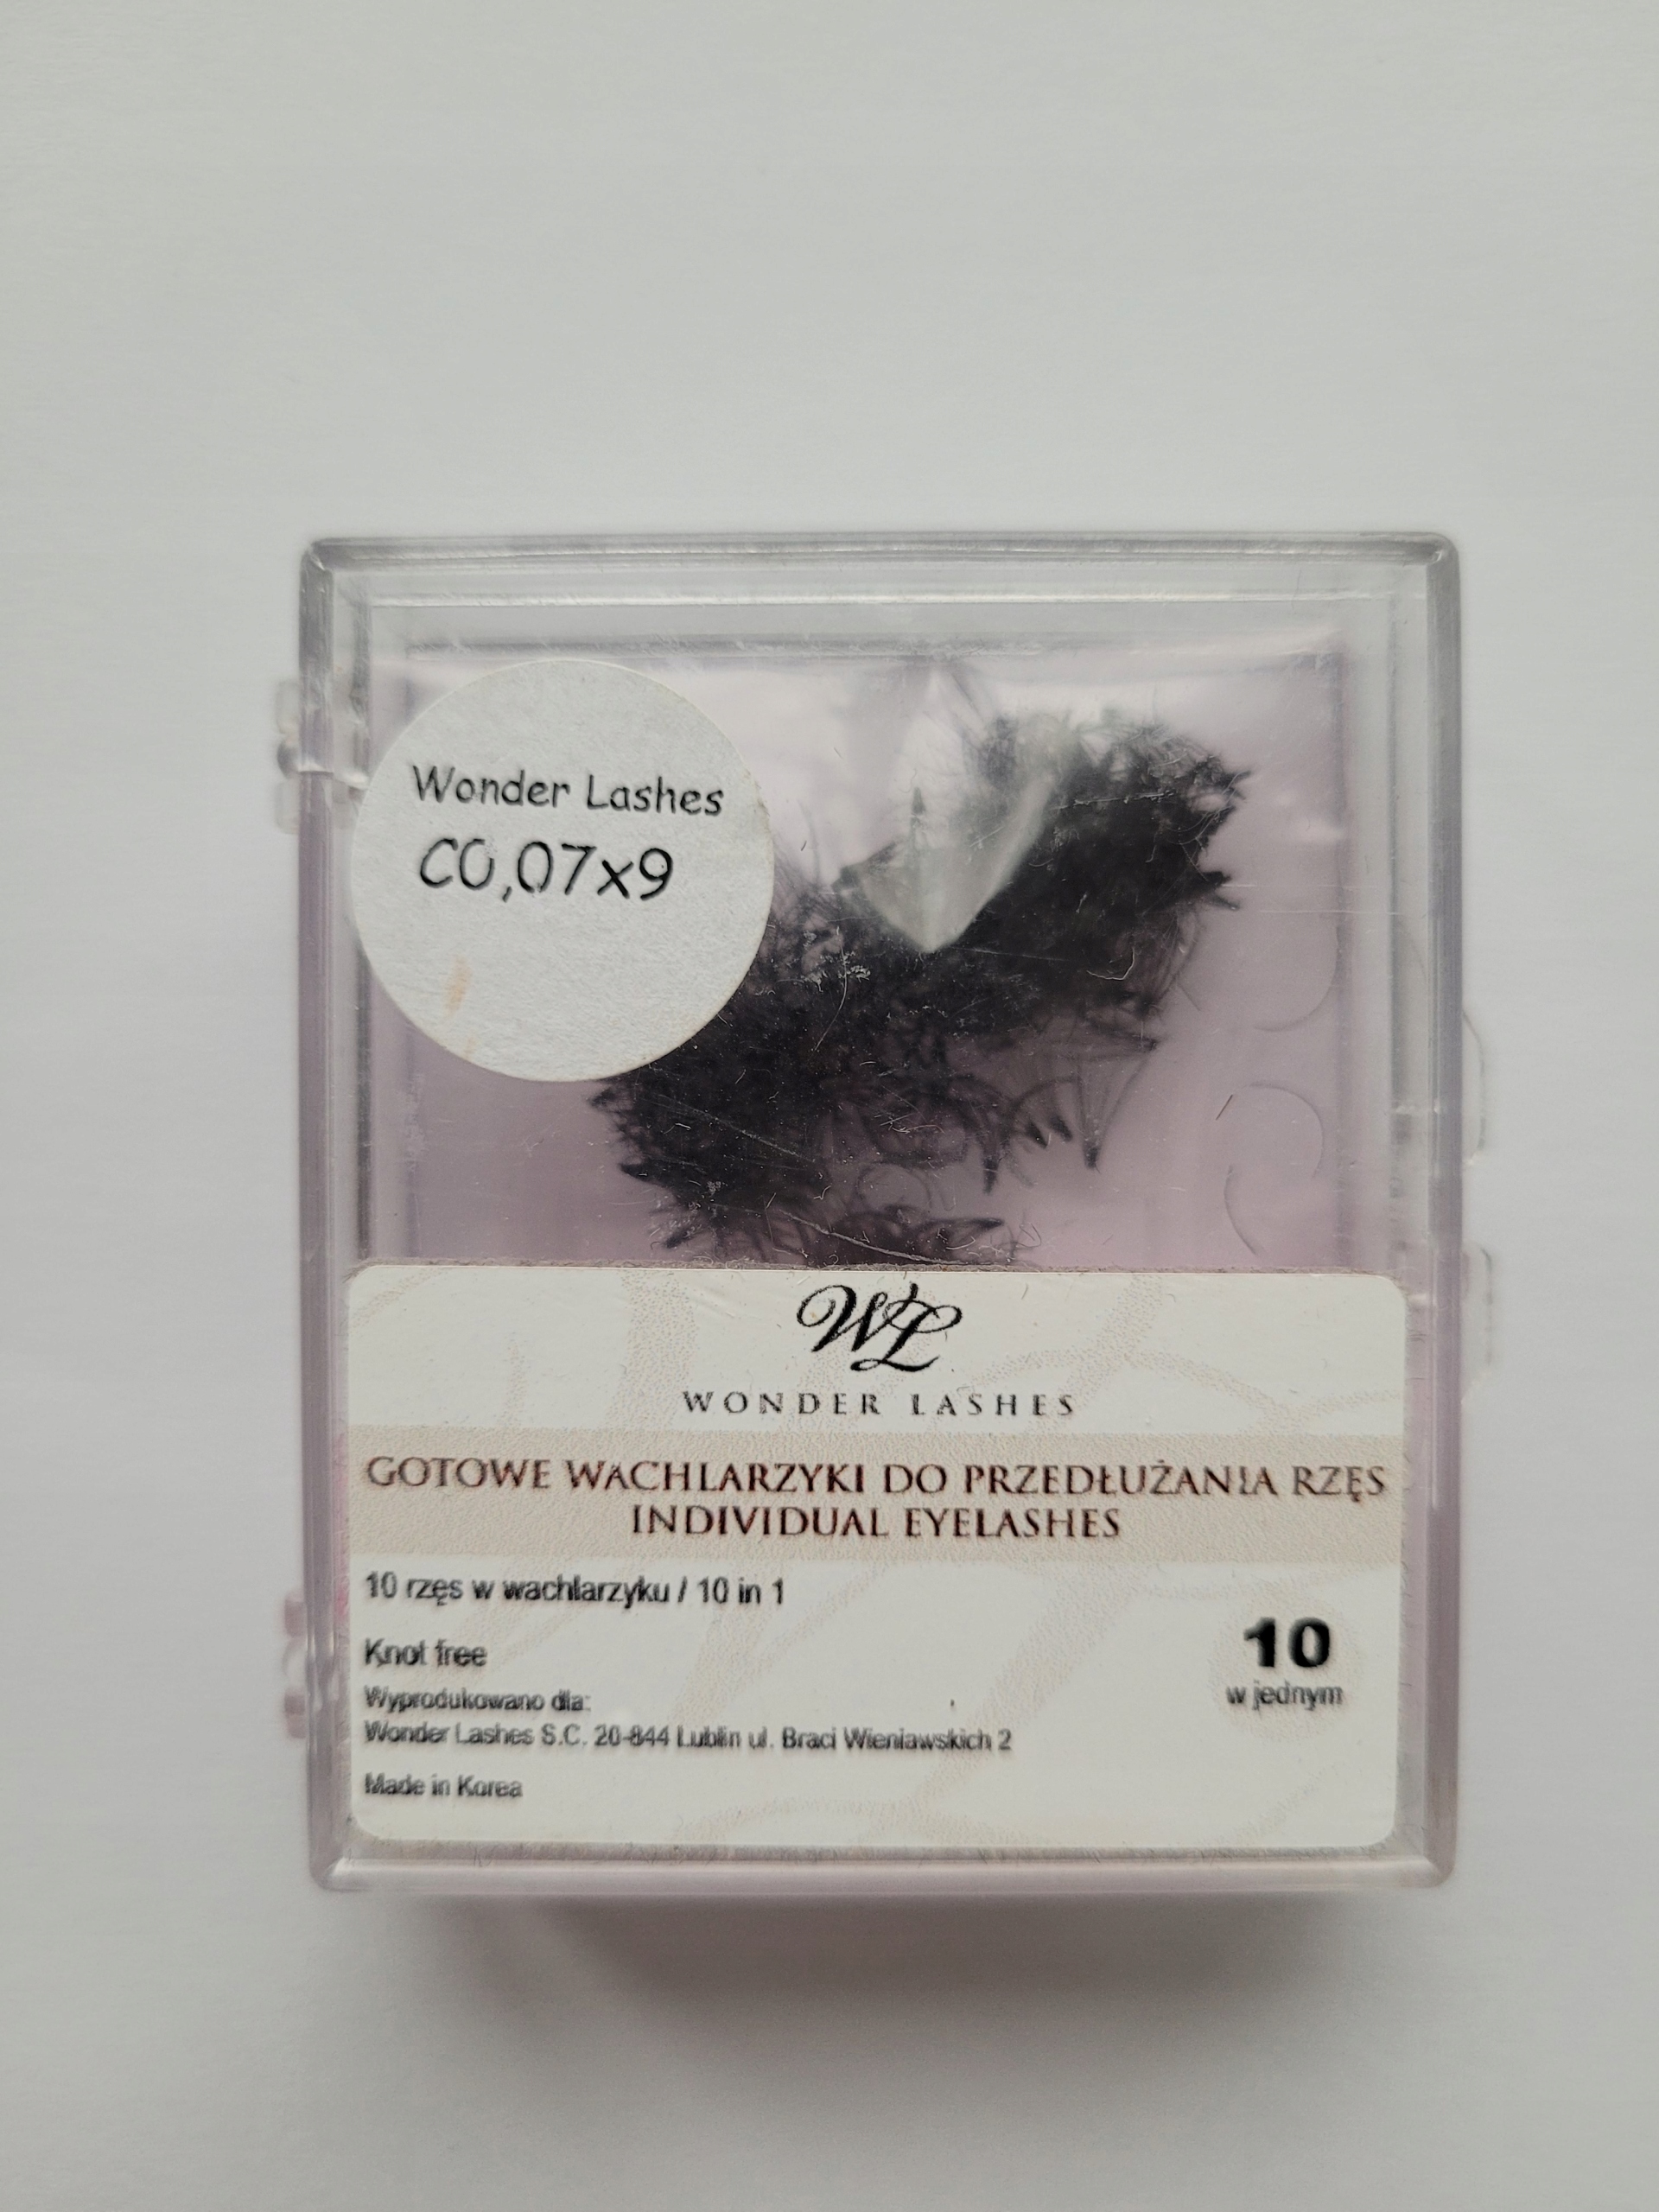 Wonder Lashes
C0,07x9
WL
WONDER LASHES
GOTOWE WACHLARZYKI DO PRZEDŁUŻANIA RZĘS
INDIVIDUAL EYELASHES
10 rzęs w wachlarzyku / 10 in 1
Knot free
10
w jednym
Wyprodukowano dla:
Wonder Lashes S.C. 20-844 Lublin ul. Braci Wieniawskich 2
Made in Korea